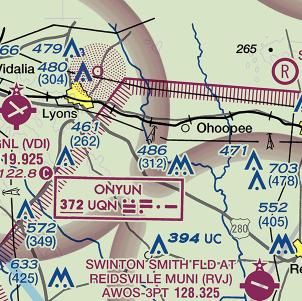 265
66
479
Vidalia
480
(304)
R
Lyons
Ohoopee
GNL (VDI)
19.925
122.8 C
461
(262)
486
(312)
471
703
(478)
ONYUN
372 UQN
572
(349)
552
(405)
280
394 UC
633
(425)
Re
SWINTON SMITH FLD AT
REIDSVILLE MUNI (RVJ)
AWOS-3PT 128.325